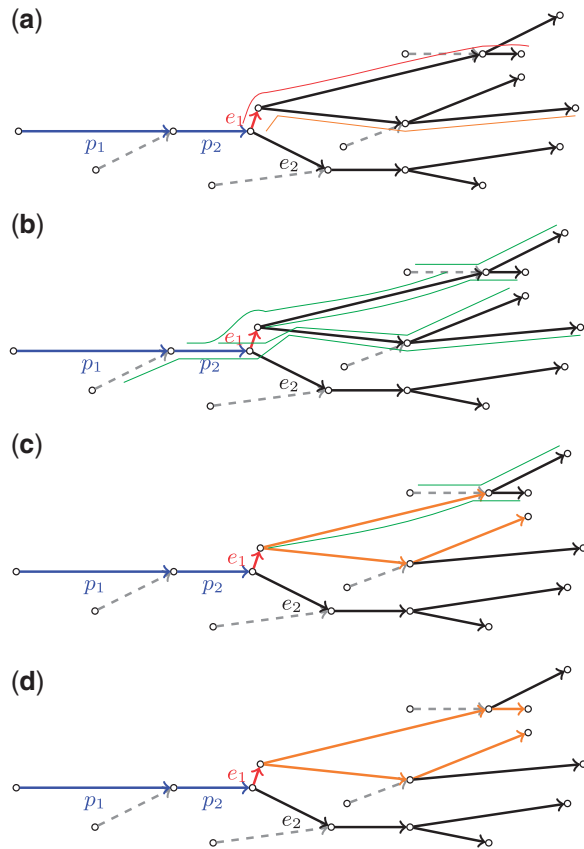 (a)
e₁
p₁
p₂
e₂
(b)
e₁
p₁
p₂
e₂
(c)
e₁
p₁
p₂
e₂
(d)
e₁
p₁
p₂
e₂